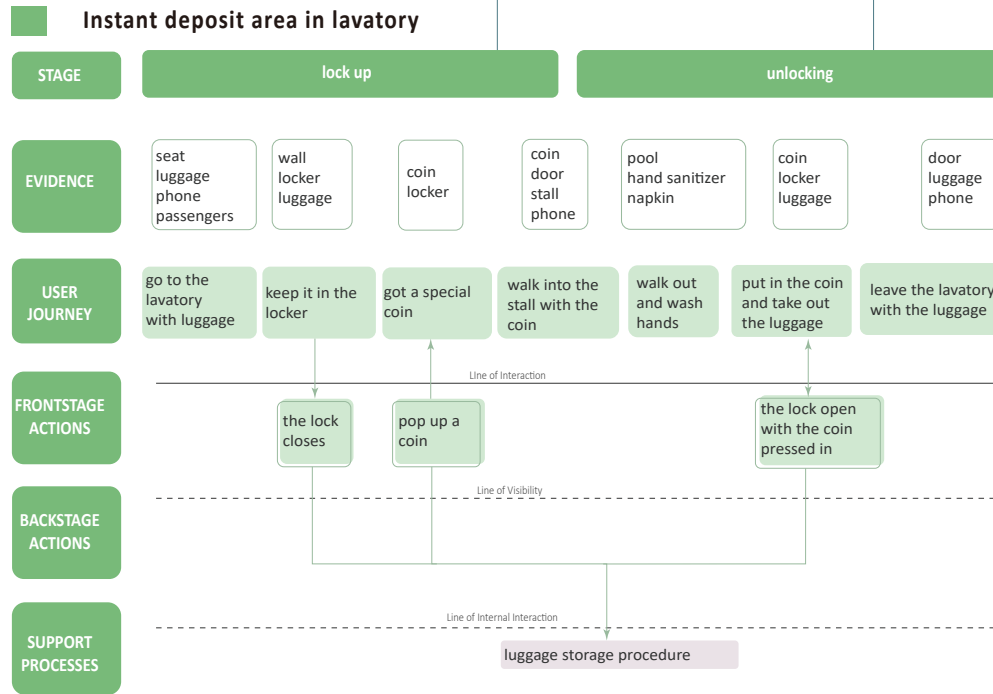 Instant deposit area in lavatory
STAGE
lock up
unlocking
EVIDENCE
seat
luggage
phone
passengers
wall
locker
luggage
coin
locker
coin
door
stall
phone
pool
hand sanitizer
napkin
coin
locker
luggage
door
luggage
phone
USER
JOURNEY
go to the
lavatory
with luggage
keep it in the
locker
got a special
coin
walk into the
stall with the
coin
walk out
and wash
hands
put in the coin
and take out
the luggage
leave the lavatory
with the luggage
LIne of Interaction
FRONTSTAGE
ACTIONS
the lock
closes
pop up a
coin
the lock open
with the coin
pressed in
Line of Visibility
BACKSTAGE
ACTIONS
Line of Internal Interaction
SUPPORT
PROCESSES
luggage storage procedure